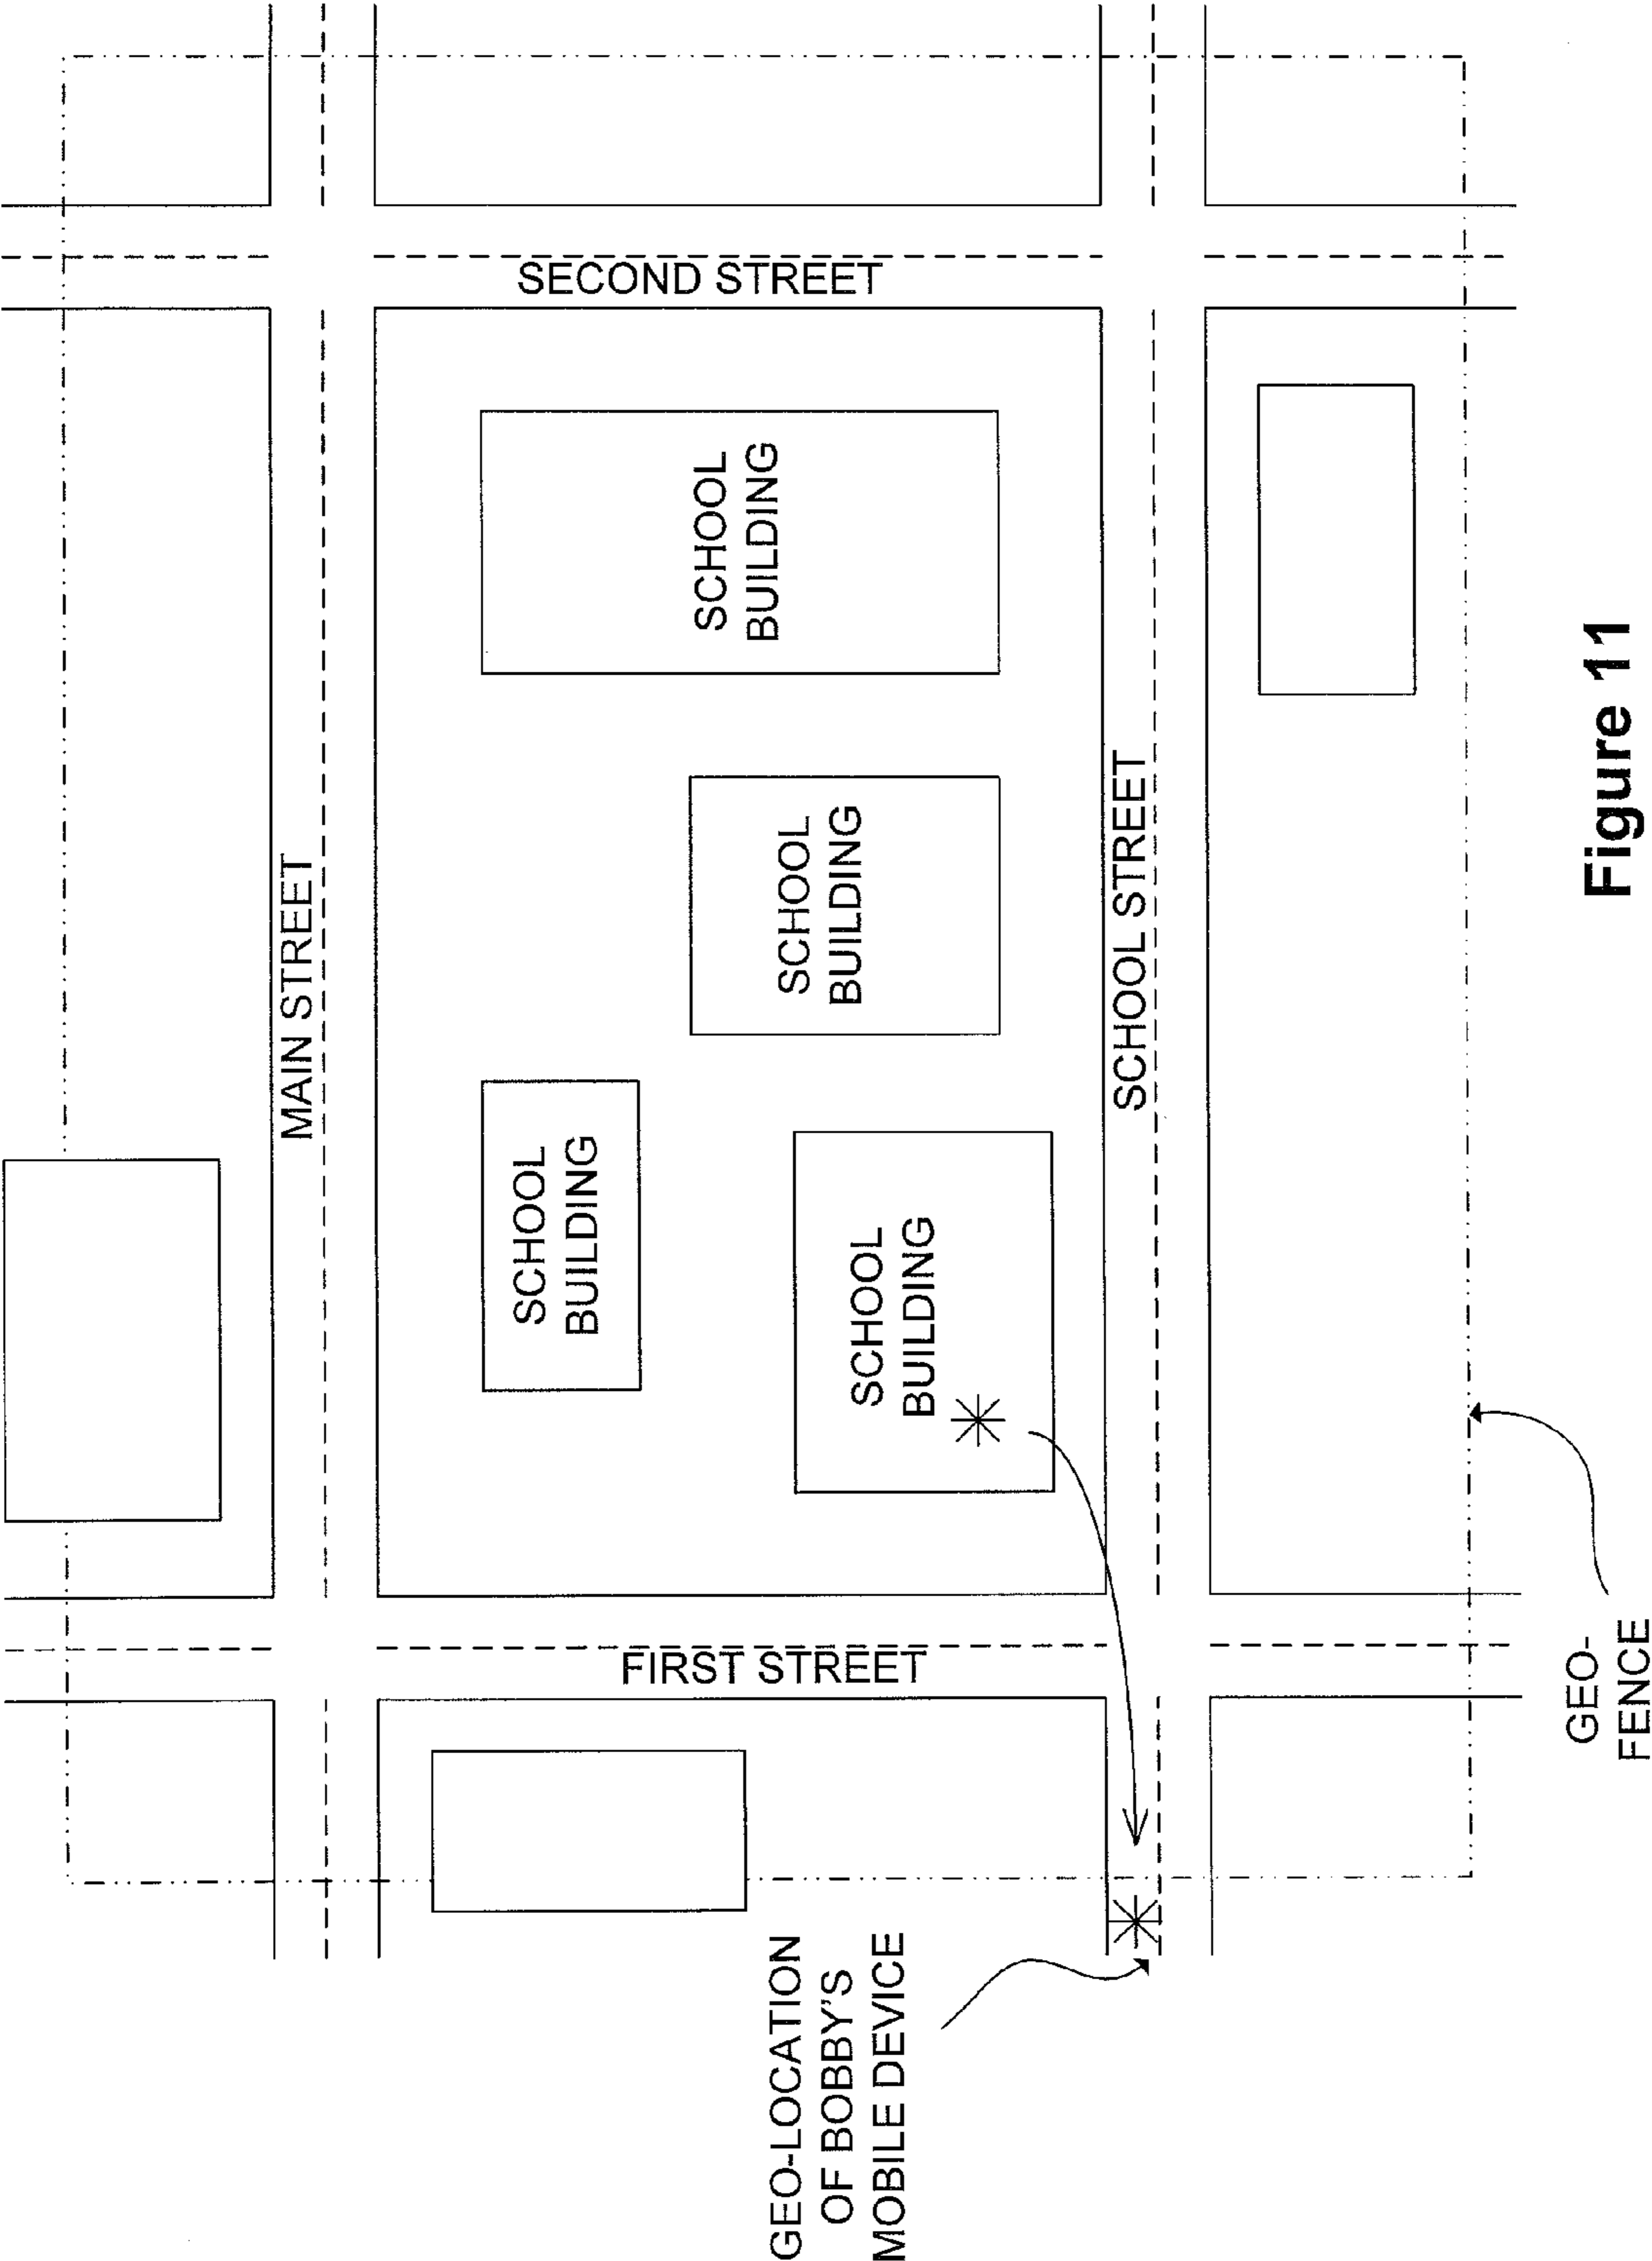 MAIN STREET
SECOND STREET
SCHOOL
BUILDING
SCHOOL
BUILDING
SCHOOL
BUILDING
SCHOOL
BUILDING
FIRST STREET
SCHOOL STREET
GEO-LOCATION
OF BOBBY'S
MOBILE DEVICE
GEO-
FENCE
Figure 11